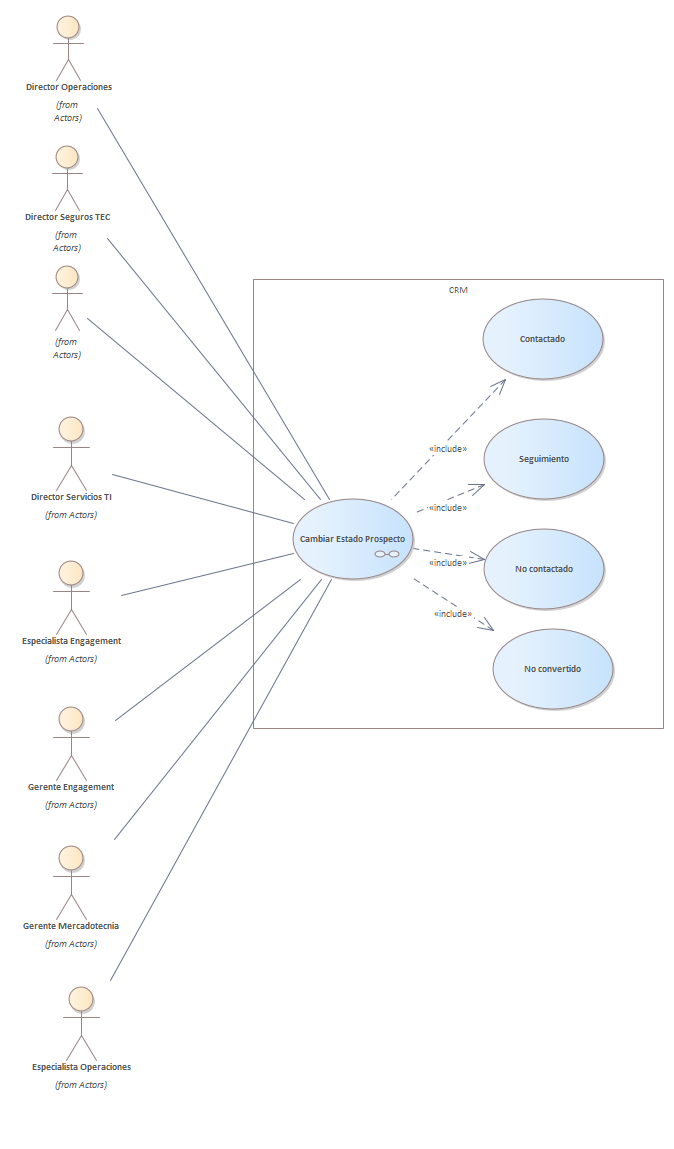 Director Operaciones
(from
Actors)
Director Seguros TEC
(from
Actors)
(from
Actors)
Director Servicios TI
(from Actors)
Especialista Engagement
(from Actors)
Gerente Engagement
(from Actors)
Gerente Mercadotecnia
(from Actors)
Especialista Operaciones
(from Actors)
CRM
Contactado
«include»
Seguimiento
«include»
Cambiar Estado Prospecto
«include»
No contactado
«include»
No convertido